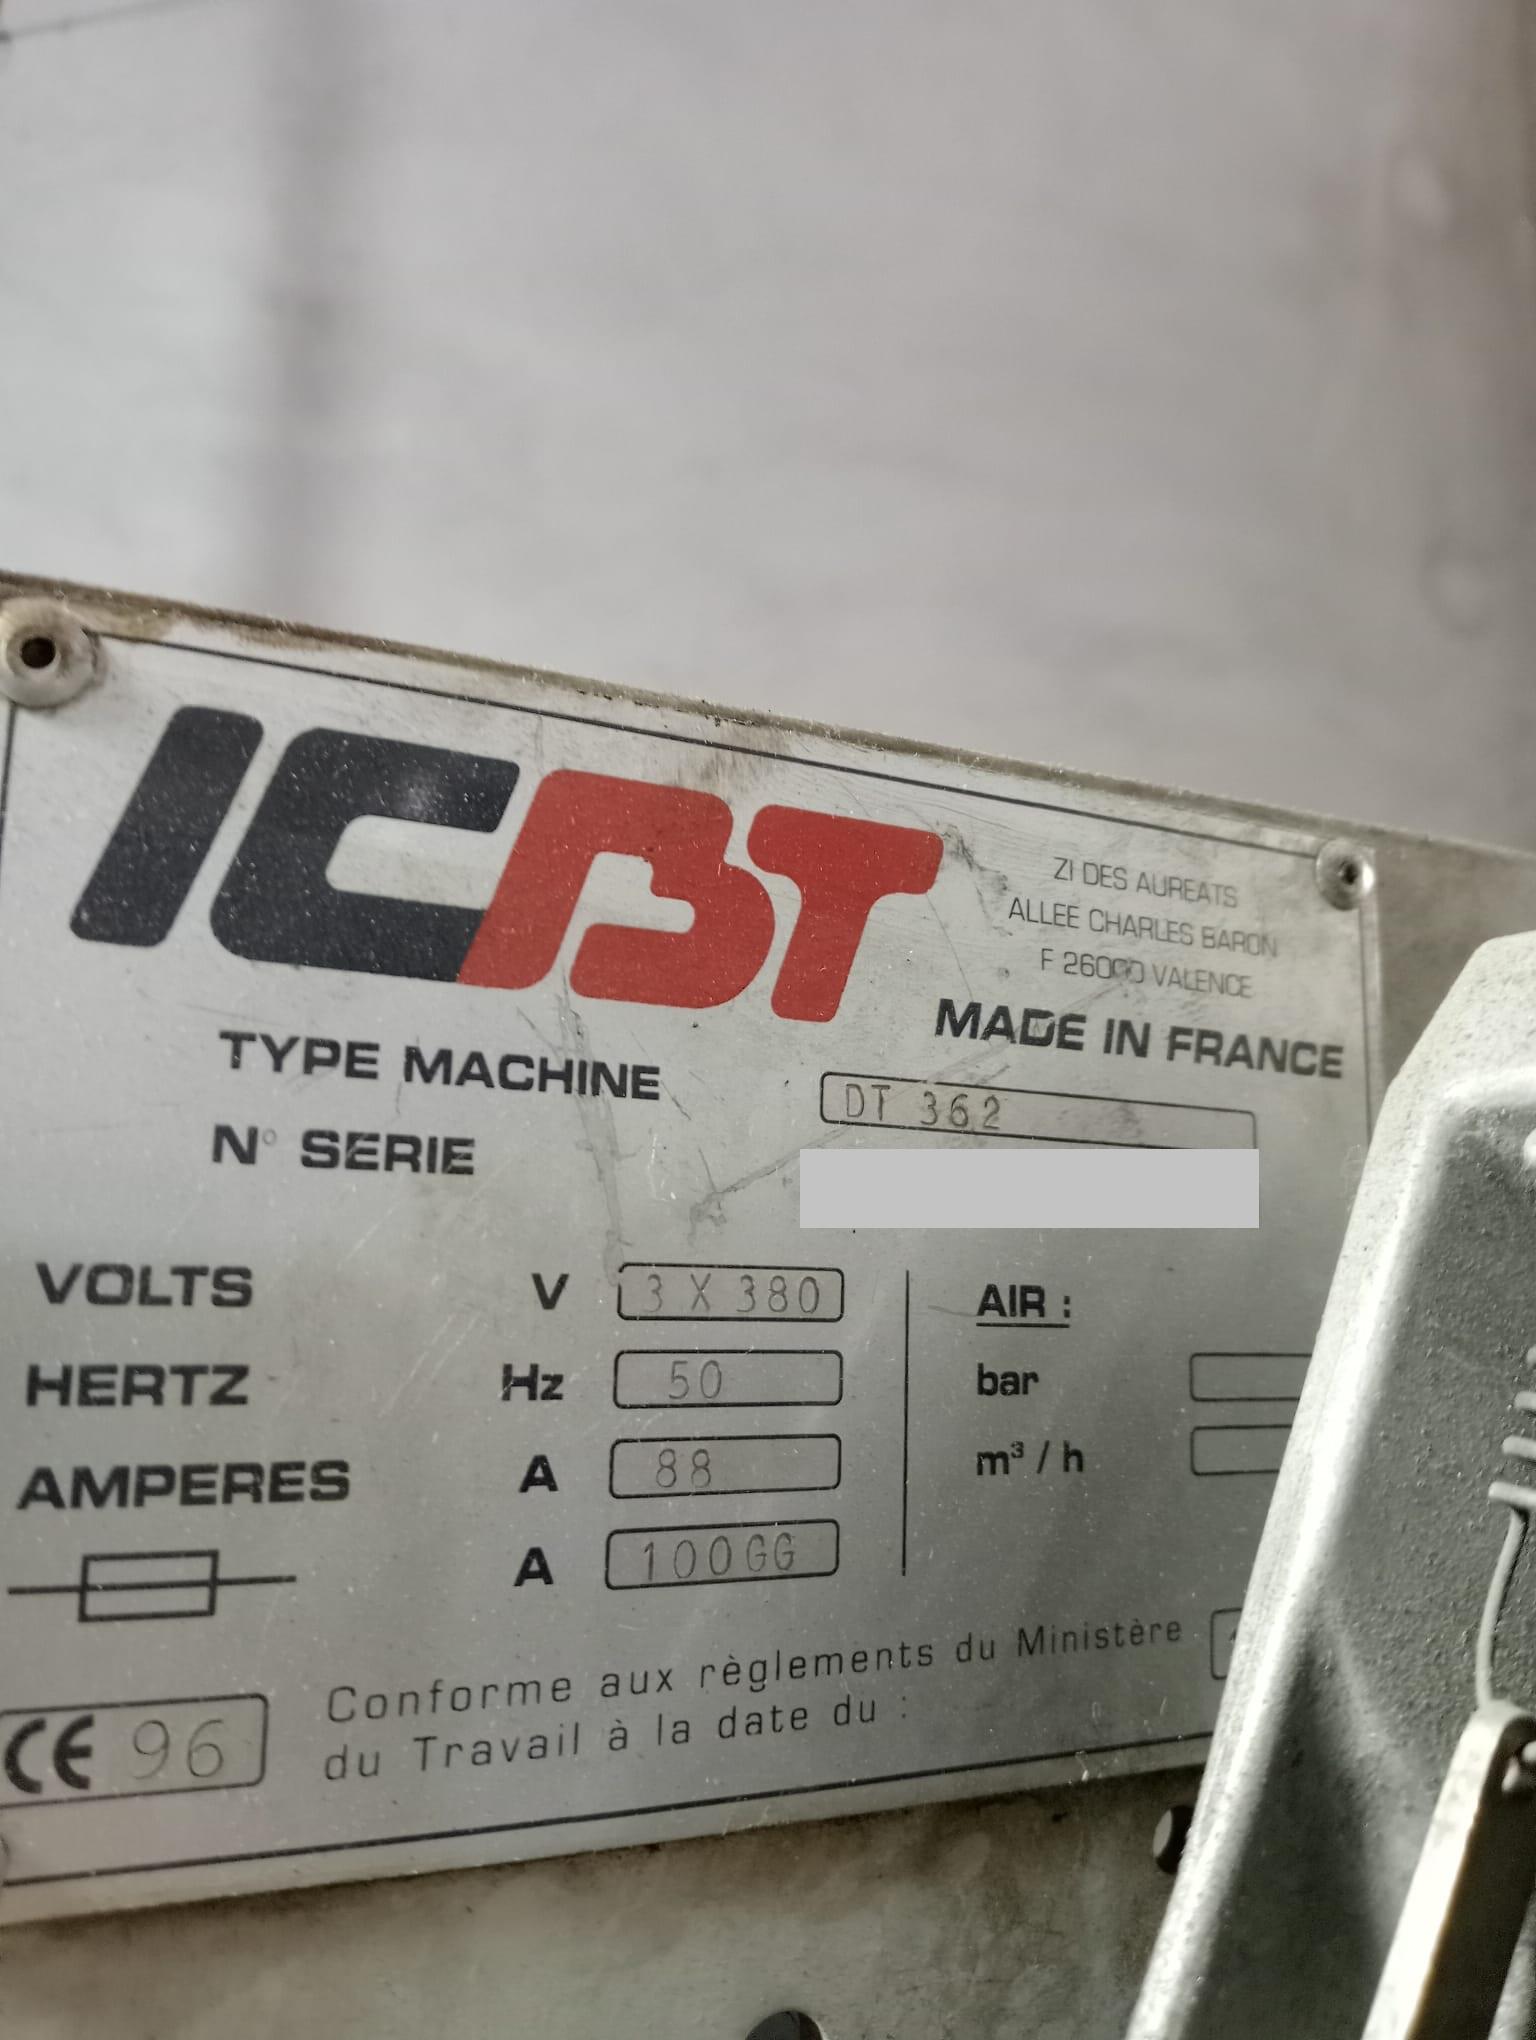 ICBT
ZI DES AUREATS
ALLEE CHARLES BARON
F 26000 VALENCE
MADE IN FRANCE
TYPE MACHINE DT 362
N° SERIE
VOLTS V 3 X 380
HERTZ Hz 50
AMPERES A 88
A 100GG
AIR :
bar
m³ / h
Conforme aux règlements du Ministère
du Travail à la date du :
CE 96